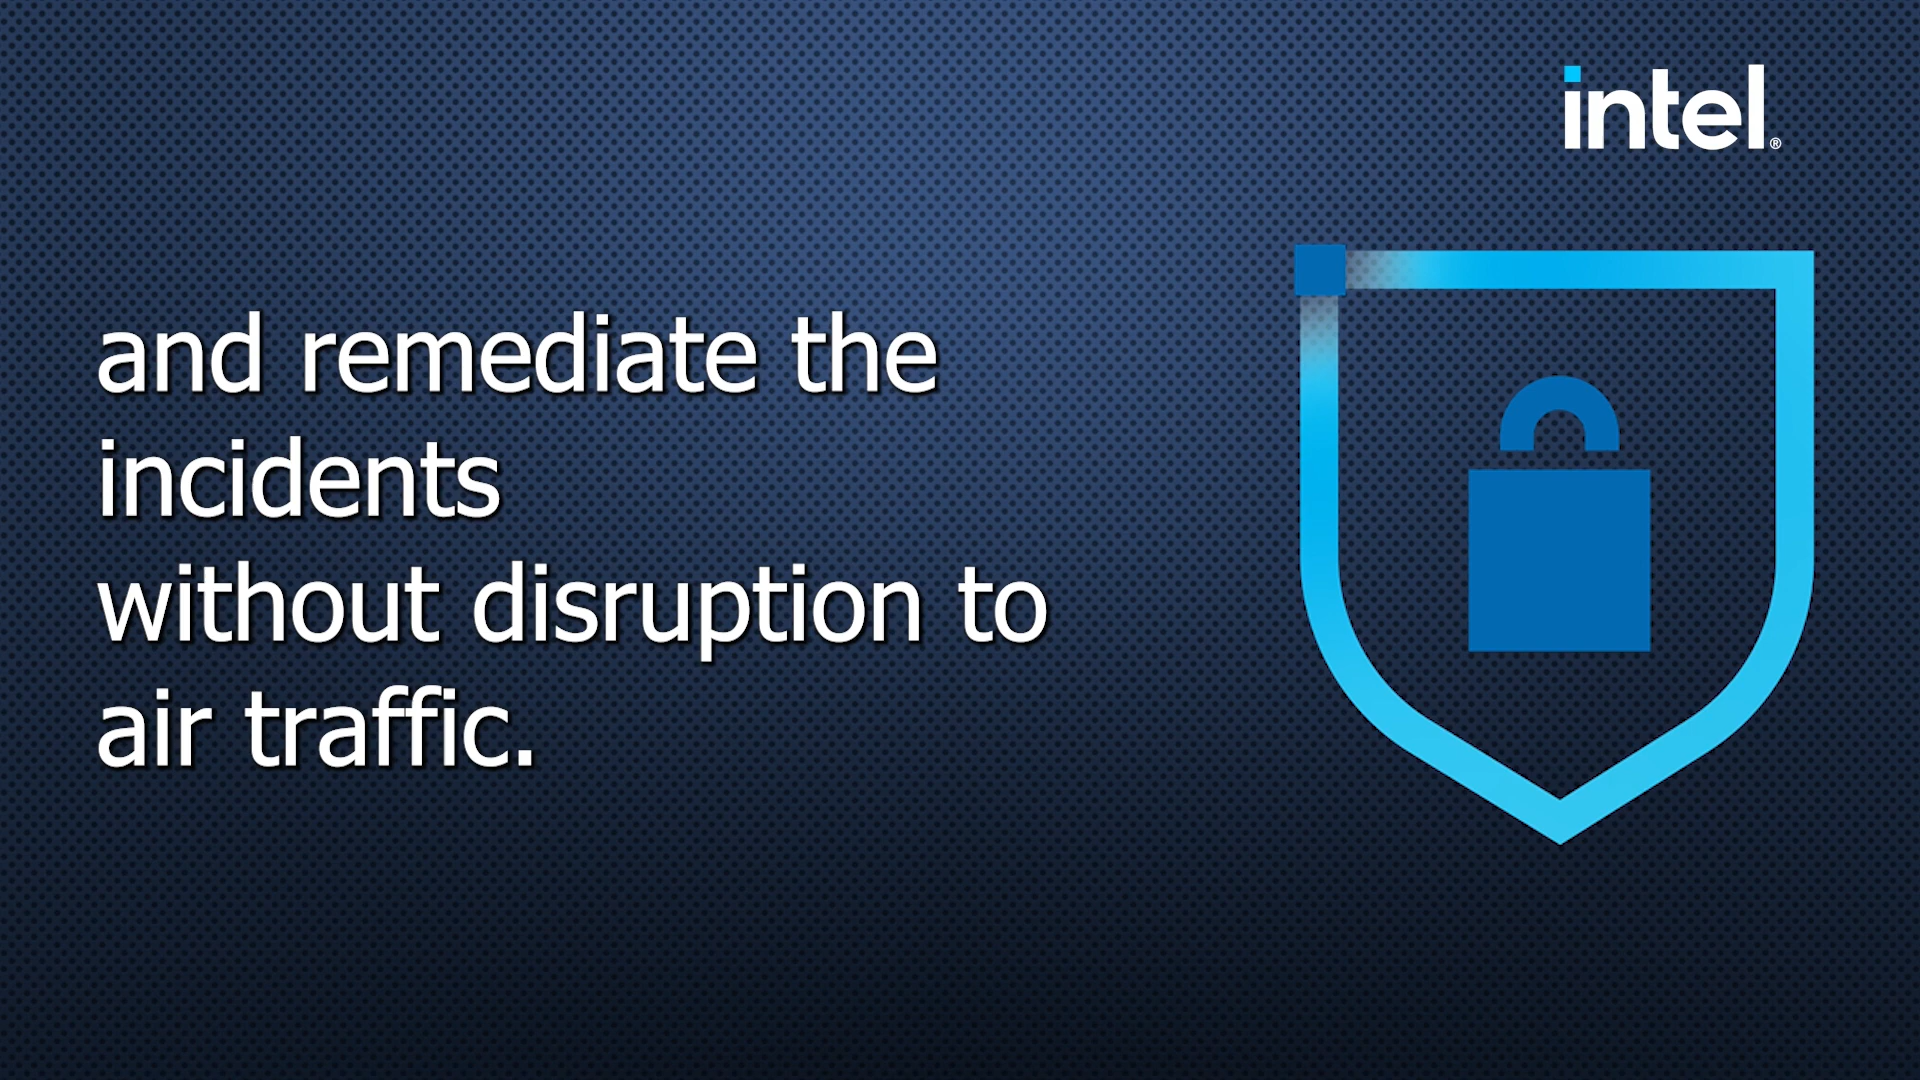 intel®
and remediate the
incidents
without disruption to
air traffic.